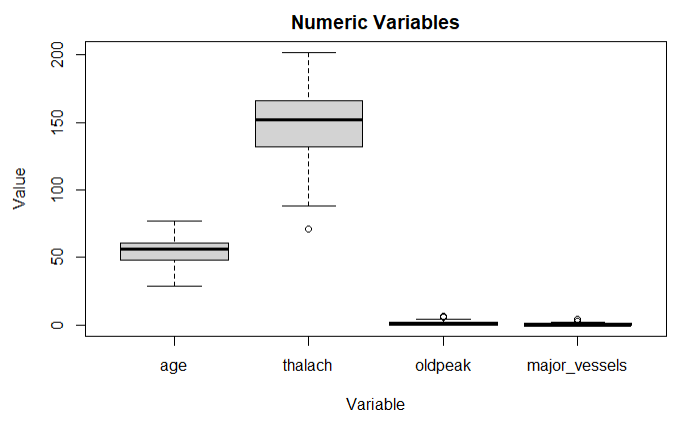 Numeric Variables
Value
200
150
100
50
0
age thalach oldpeak major_vessels
Variable